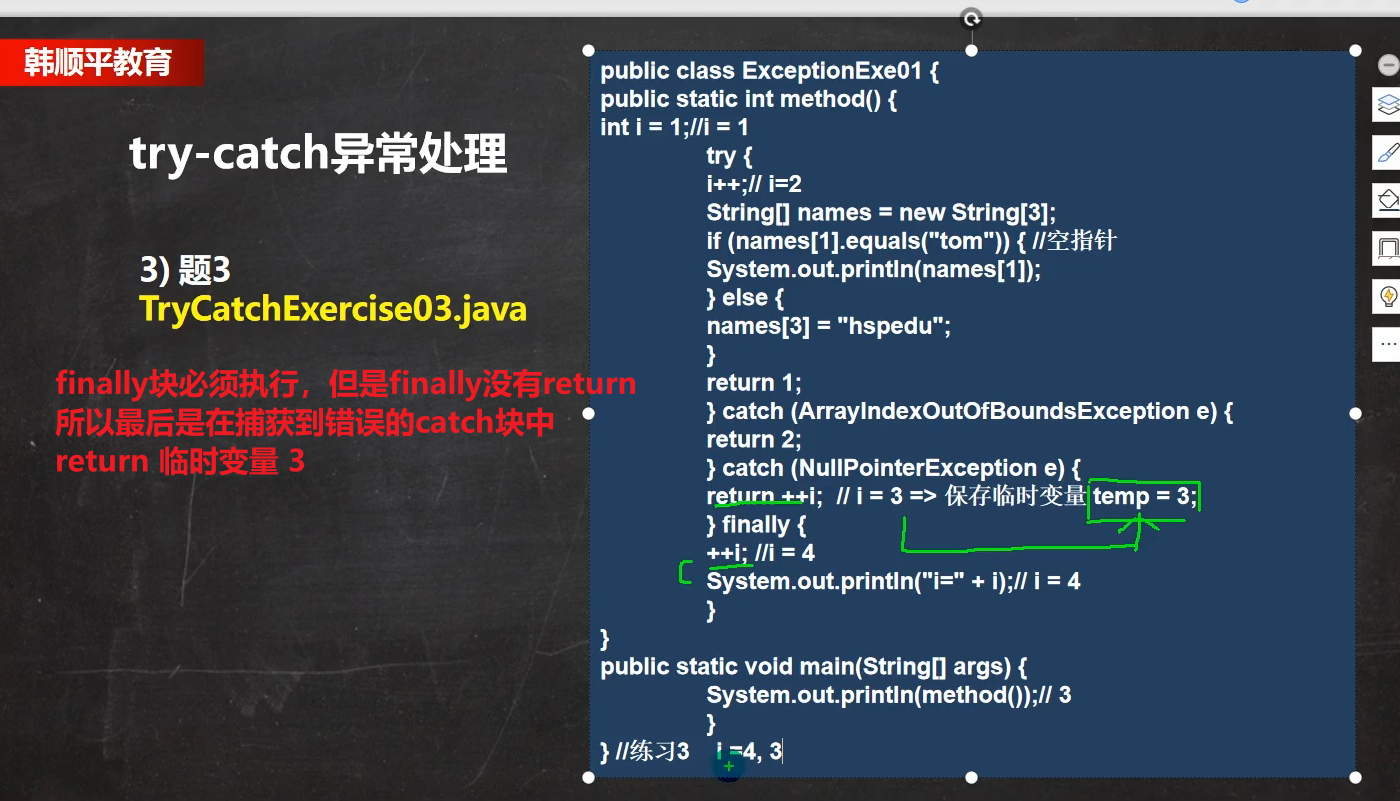 韩顺平教育
try-catch异常处理
3) 题3
TryCatchExercise03.java
finally块必须执行，但是finally没有return
所以最后是在捕获到错误的catch块中
return 临时变量 3
public class ExceptionExe01 {
public static int method() {
int i = 1;//i = 1
try {
i++;// i=2
String[] names = new String[3];
if (names[1].equals("tom")) { //空指针
System.out.println(names[1]);
} else {
names[3] = "hspedu";
}
return 1;
} catch (ArrayIndexOutOfBoundsException e) {
return 2;
} catch (NullPointerException e) {
return ++i; // i = 3 => 保存临时变量 temp = 3;
} finally {
++i; //i = 4
System.out.println("i=" + i);// i = 4
}
}
public static void main(String[] args) {
System.out.println(method());// 3
}
} //练习3 i =4, 3